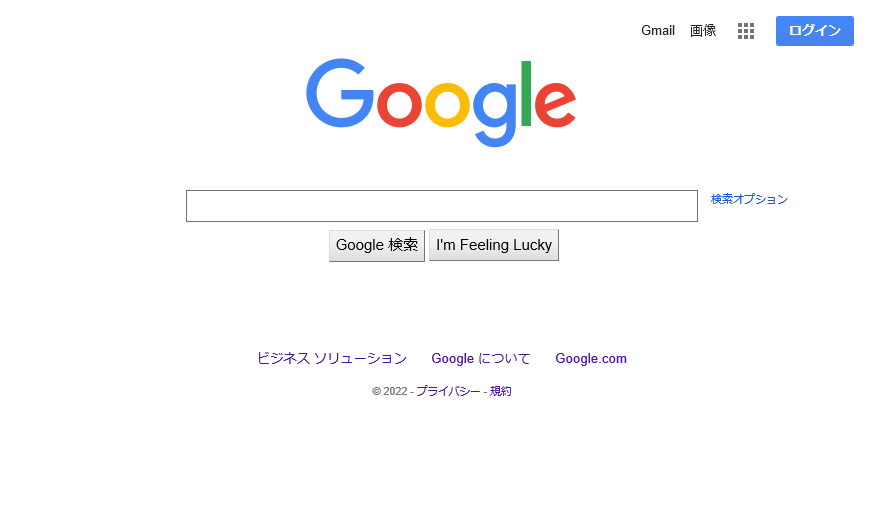 Gmail 画像 ログイン
Google
検索オプション
Google 検索 I'm Feeling Lucky
ビジネス ソリューション Google について Google.com
© 2022 - プライバシー - 規約